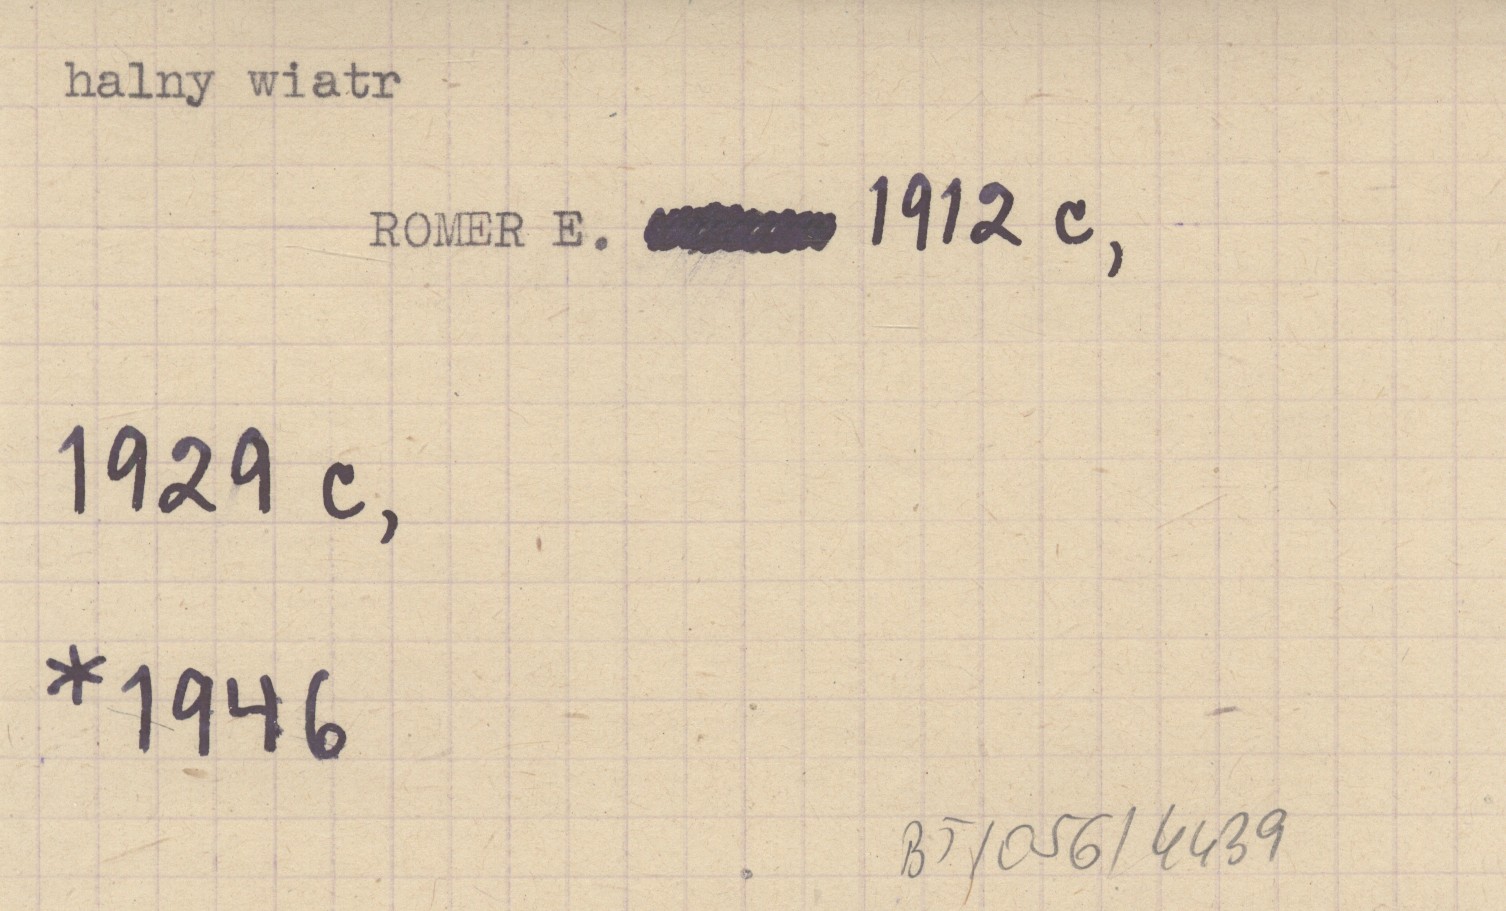 halny wiatr
ROMER E. 1912 c,
1929 c,
*1946
BT/056/4439